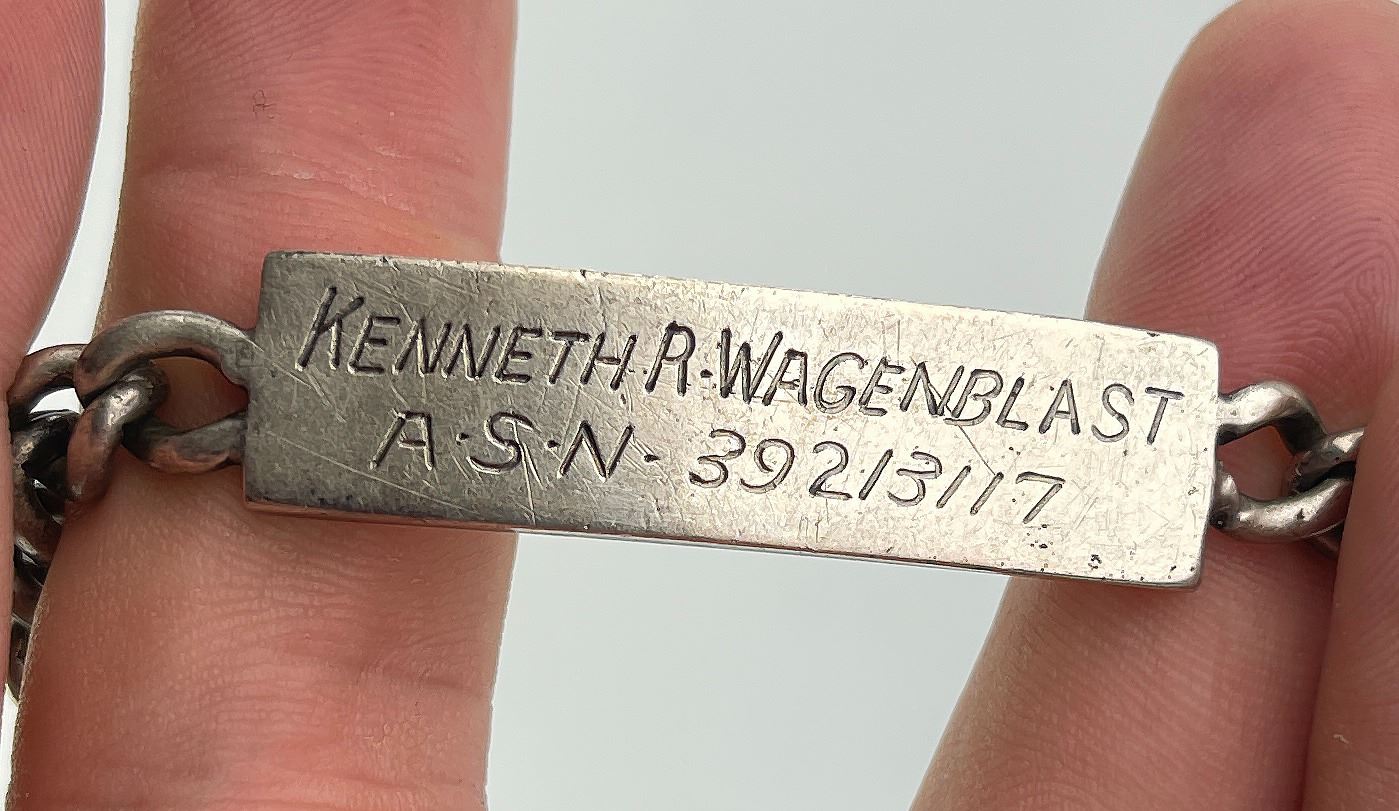 KENNETH R. WAGENBLAST
A·S·N· 39213117